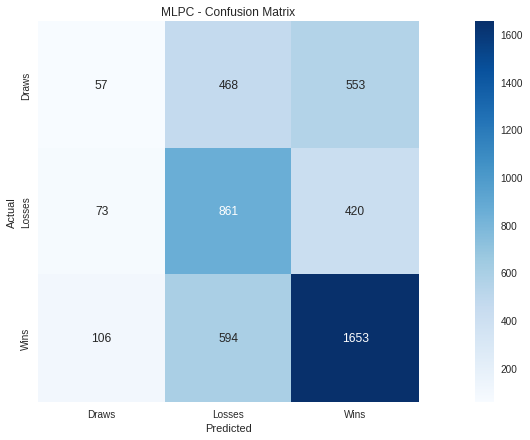 MLPC - Confusion Matrix
1600
1400
1200
1000
800
600
400
200
Actual
Draws
57 468 553
Losses
73 861 420
Wins
106 594 1653
Draws Losses Wins
Predicted